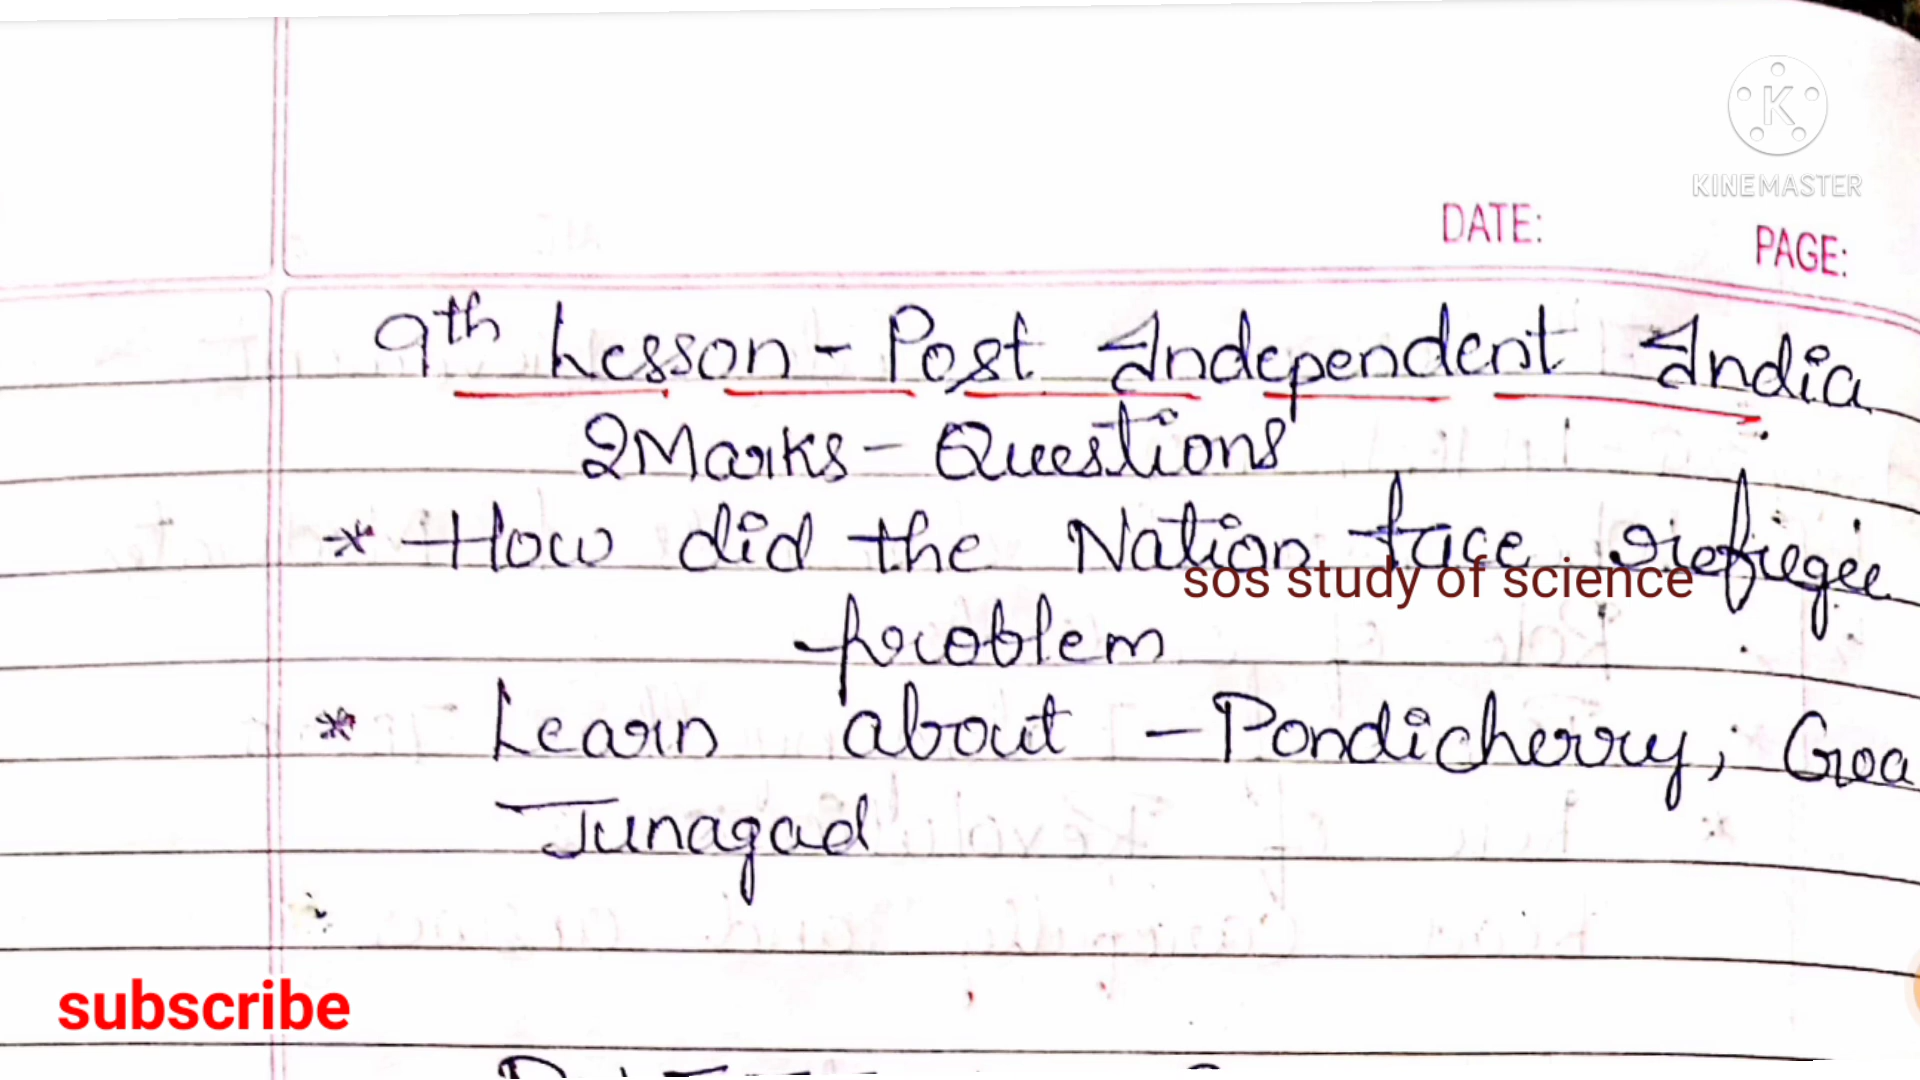 KINEMASTER
DATE:
PAGE:
9th Lesson - Post Independent India
2Marks - Questions
* How did the Nation face refugee
sos study of science
problem
* Learn about - Pondicherry, Goa
Junagad
subscribe